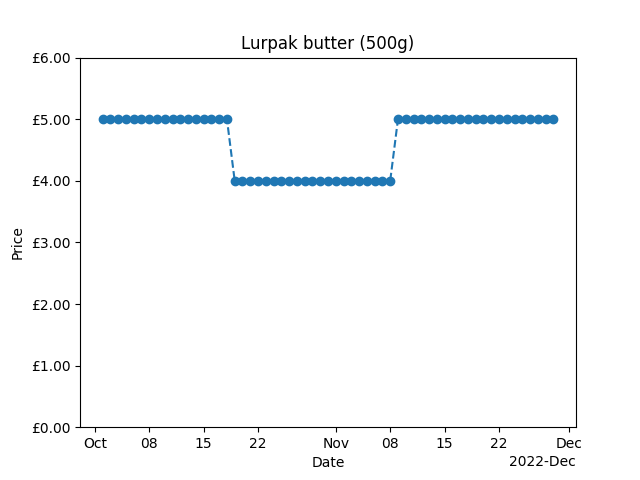 Lurpak butter (500g)
£6.00
£5.00
£4.00
£3.00
£2.00
£1.00
£0.00
Price
Oct 08 15 22 Nov 08 15 22 Dec
Date
2022-Dec